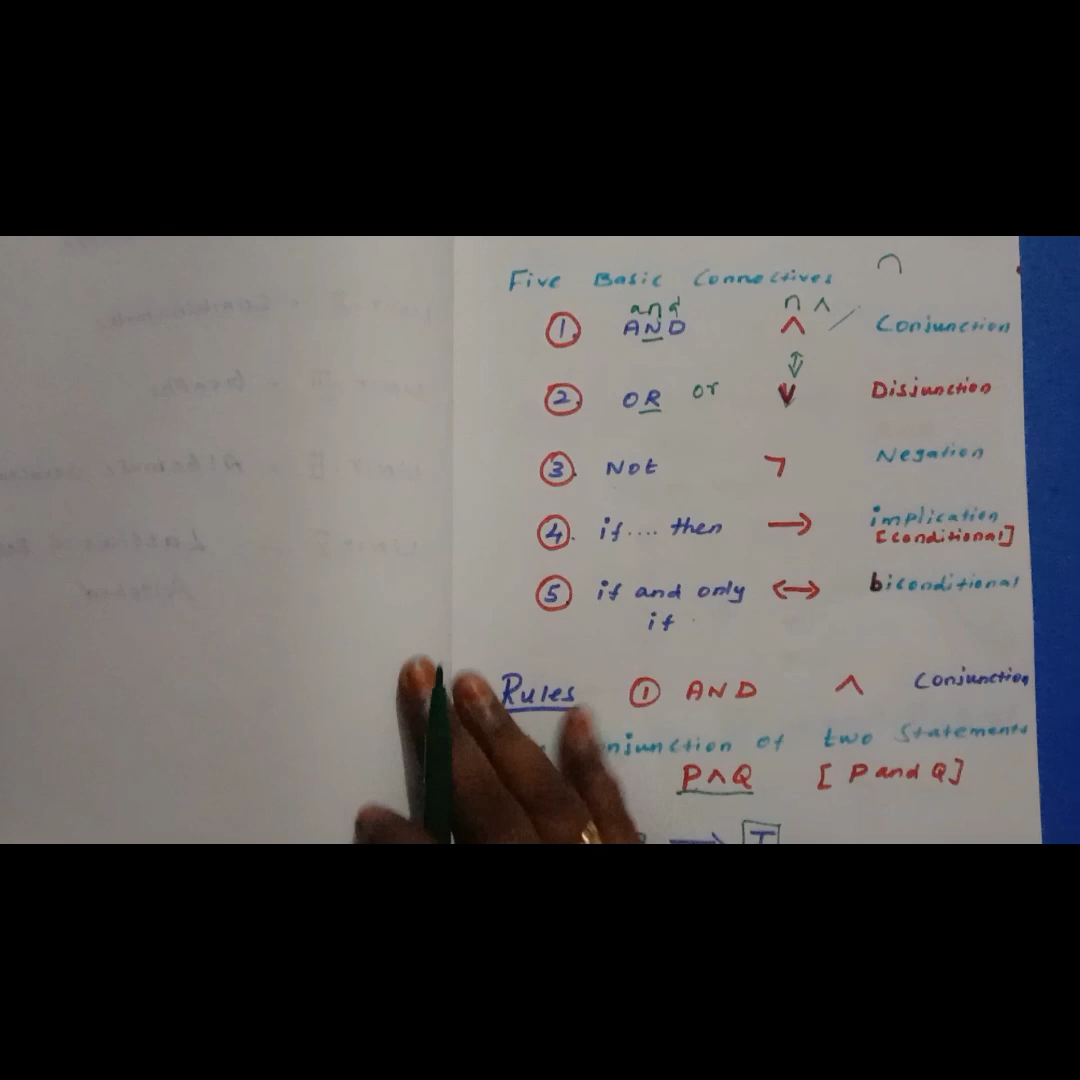 Five Basic Connectives ∩
and ∩ ∧
1. AND ∧ Conjunction
2. OR or ∨ Disjunction
3. Not ¬ Negation
4. if.... then → implication
[conditional]
5. if and only ↔ biconditional
if
Rules 1 AND ∧ Conjunction
njunction of two Statements
P∧Q [P and Q]
→ T